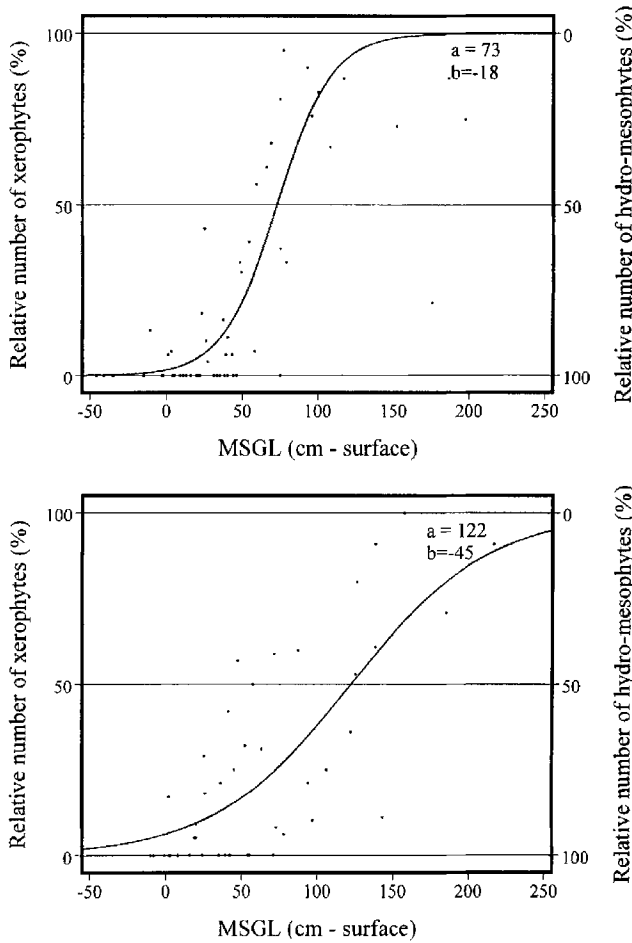 Relative number of xerophytes (%)
100
50
0
a = 73
b=-18
0
50
100
Relative number of hydro-mesophytes (%)
-50 0 50 100 150 200 250
MSGL (cm - surface)
Relative number of xerophytes (%)
100
50
0
a = 122
b=-45
0
50
100
Relative number of hydro-mesophytes (%)
-50 0 50 100 150 200 250
MSGL (cm - surface)